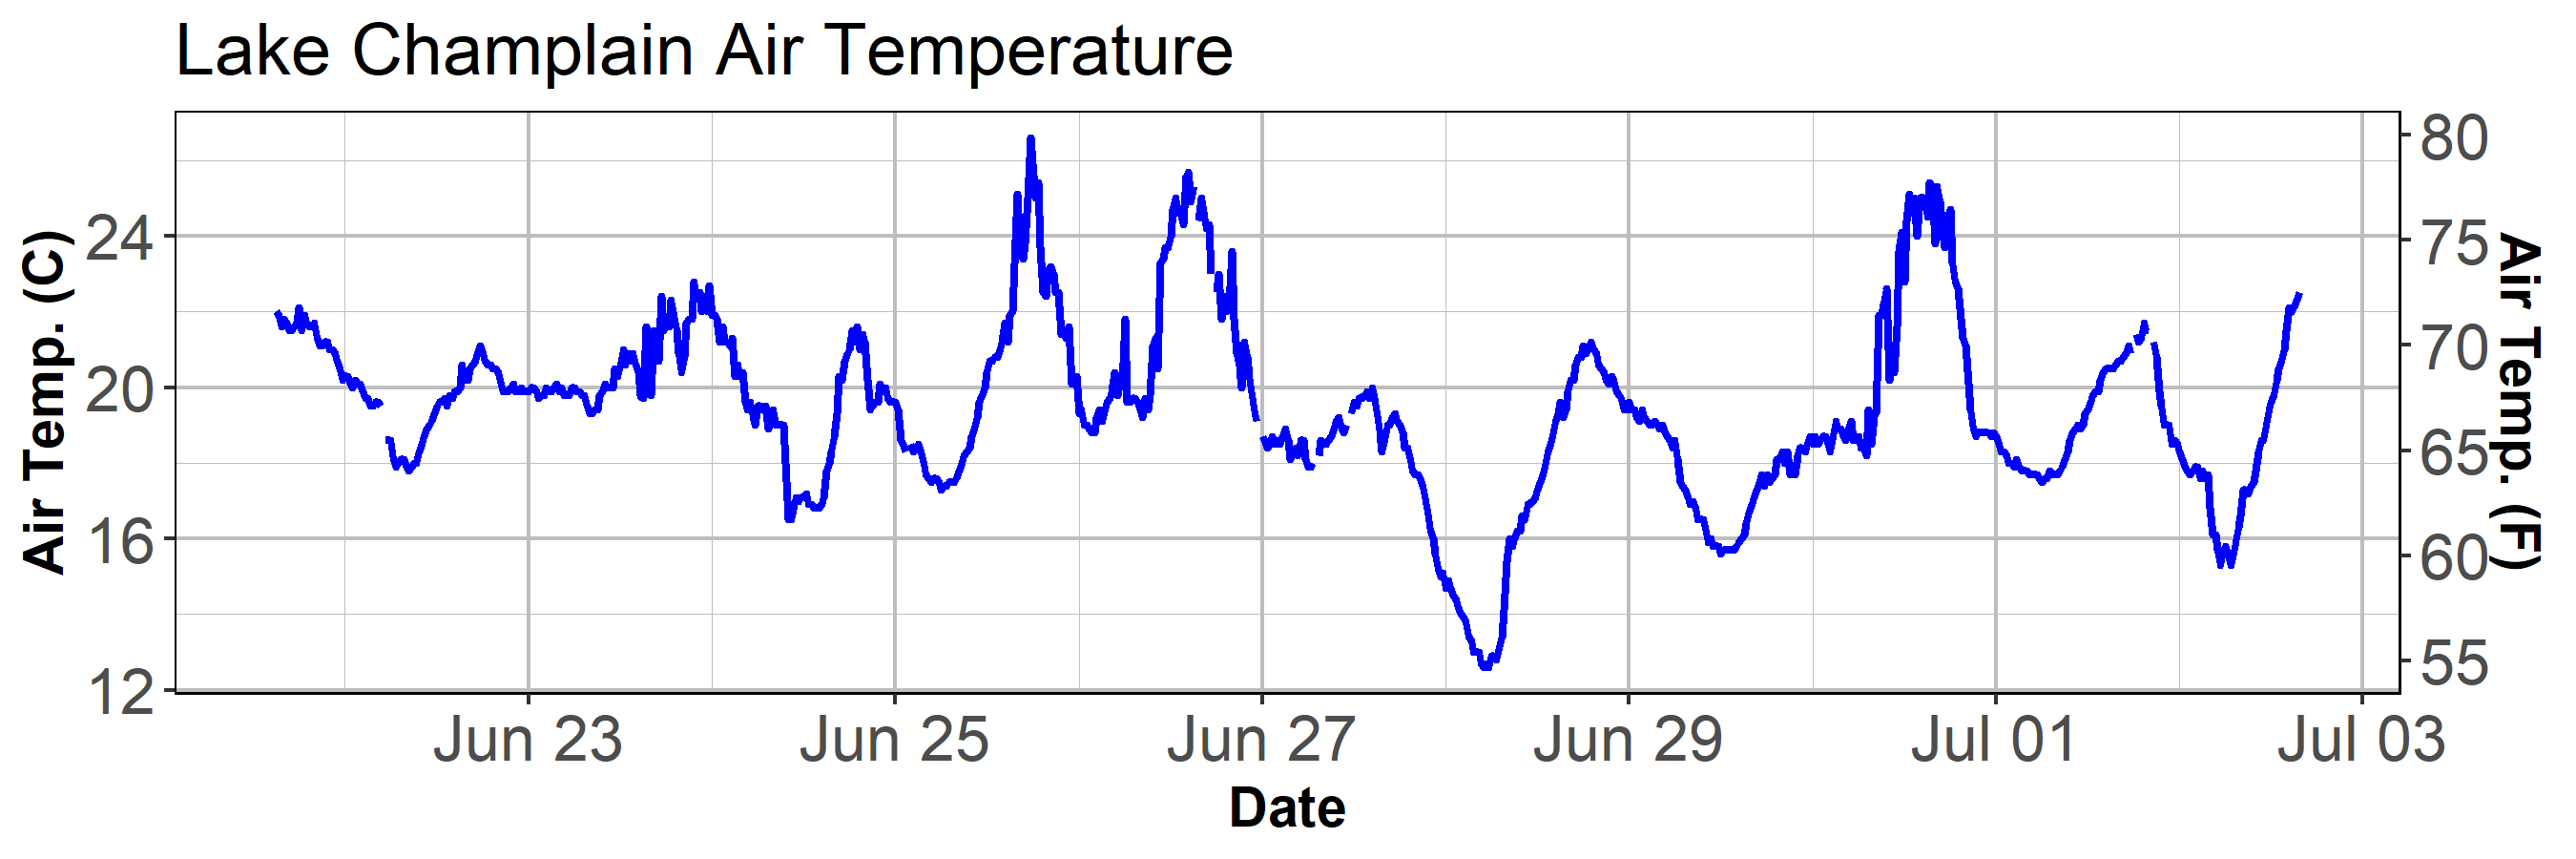 Lake Champlain Air Temperature
Air Temp. (C)
24
20
16
12
80
75
70
65
60
55
Air Temp. (F)
Jun 23
Jun 25
Jun 27
Jun 29
Jul 01
Jul 03
Date